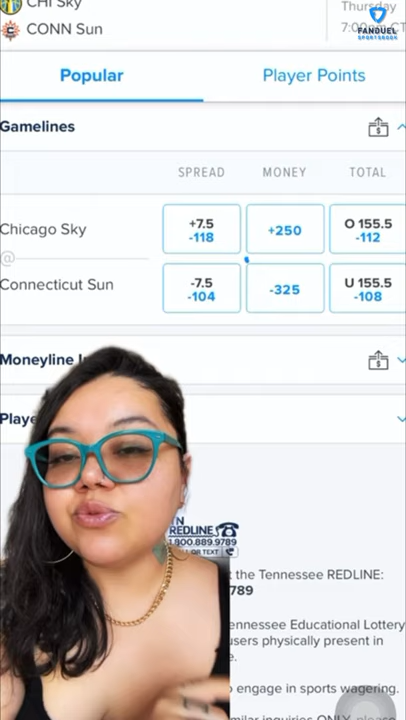 CHI Sky
CONN Sun
Thursday
7:00pm CT
FANDUEL
SPORTSBOOK
Popular
Player Points
Gamelines
SPREAD MONEY TOTAL
Chicago Sky
+7.5
-118
+250
O 155.5
-112
@
Connecticut Sun
-7.5
-104
-325
U 155.5
-108
Moneyline
Playe
TN
REDLINE
1.800.889.9789
OR TEXT
the Tennessee REDLINE:
789
ennessee Educational Lottery
users physically present in
e.
engage in sports wagering.
milar inquiries ONLY, please